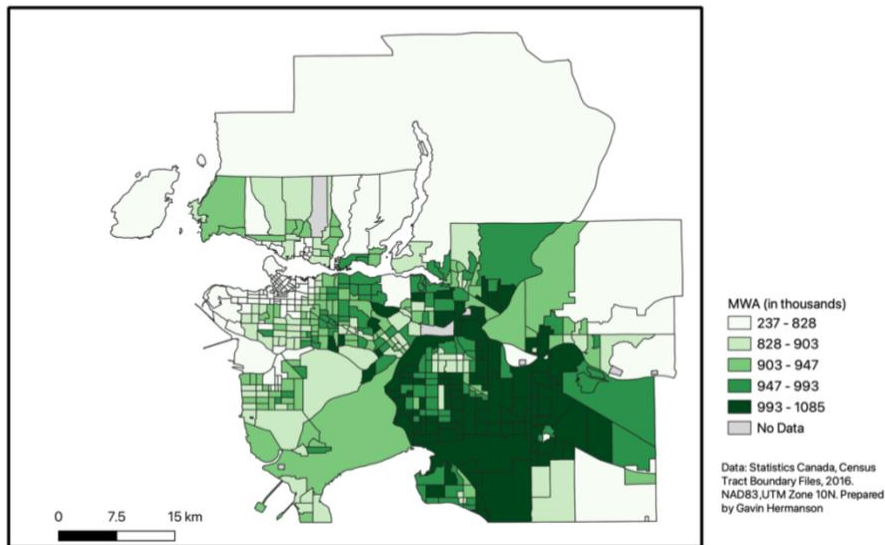 MWA (in thousands)
237 - 828
828 - 903
903 - 947
947 - 993
993 - 1085
No Data
Data: Statistics Canada, Census
Tract Boundary Files, 2016.
NAD83,UTM Zone 10N. Prepared
by Gavin Hermanson
0 7.5 15 km